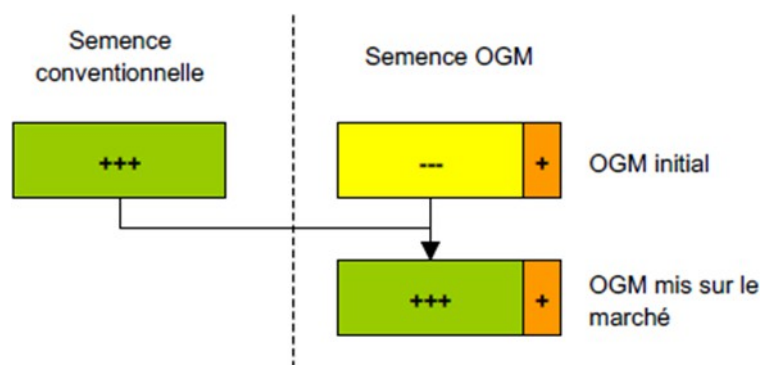 Semence
conventionnelle
Semence OGM
+++
---
+
OGM initial
+++
+
OGM mis sur le
marché